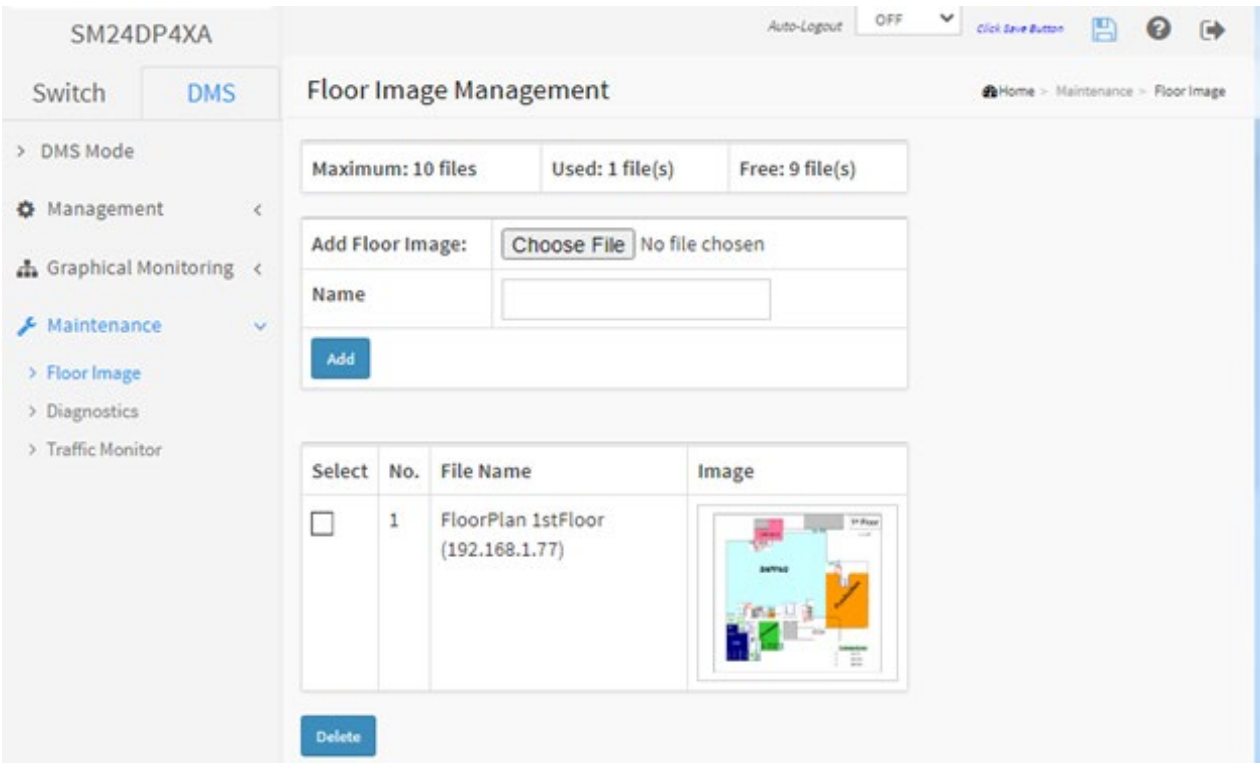 SM24DP4XA
Auto-Logout OFF Click Save Button
Switch DMS
Floor Image Management
Home > Maintenance > Floor Image
> DMS Mode
Management
Graphical Monitoring
Maintenance
> Floor Image
> Diagnostics
> Traffic Monitor
Maximum: 10 files Used: 1 file(s) Free: 9 file(s)
Add Floor Image: Choose File No file chosen
Name
Add
Select No. File Name Image
1 FloorPlan 1stFloor
(192.168.1.77)
1st Floor
Production
Delete